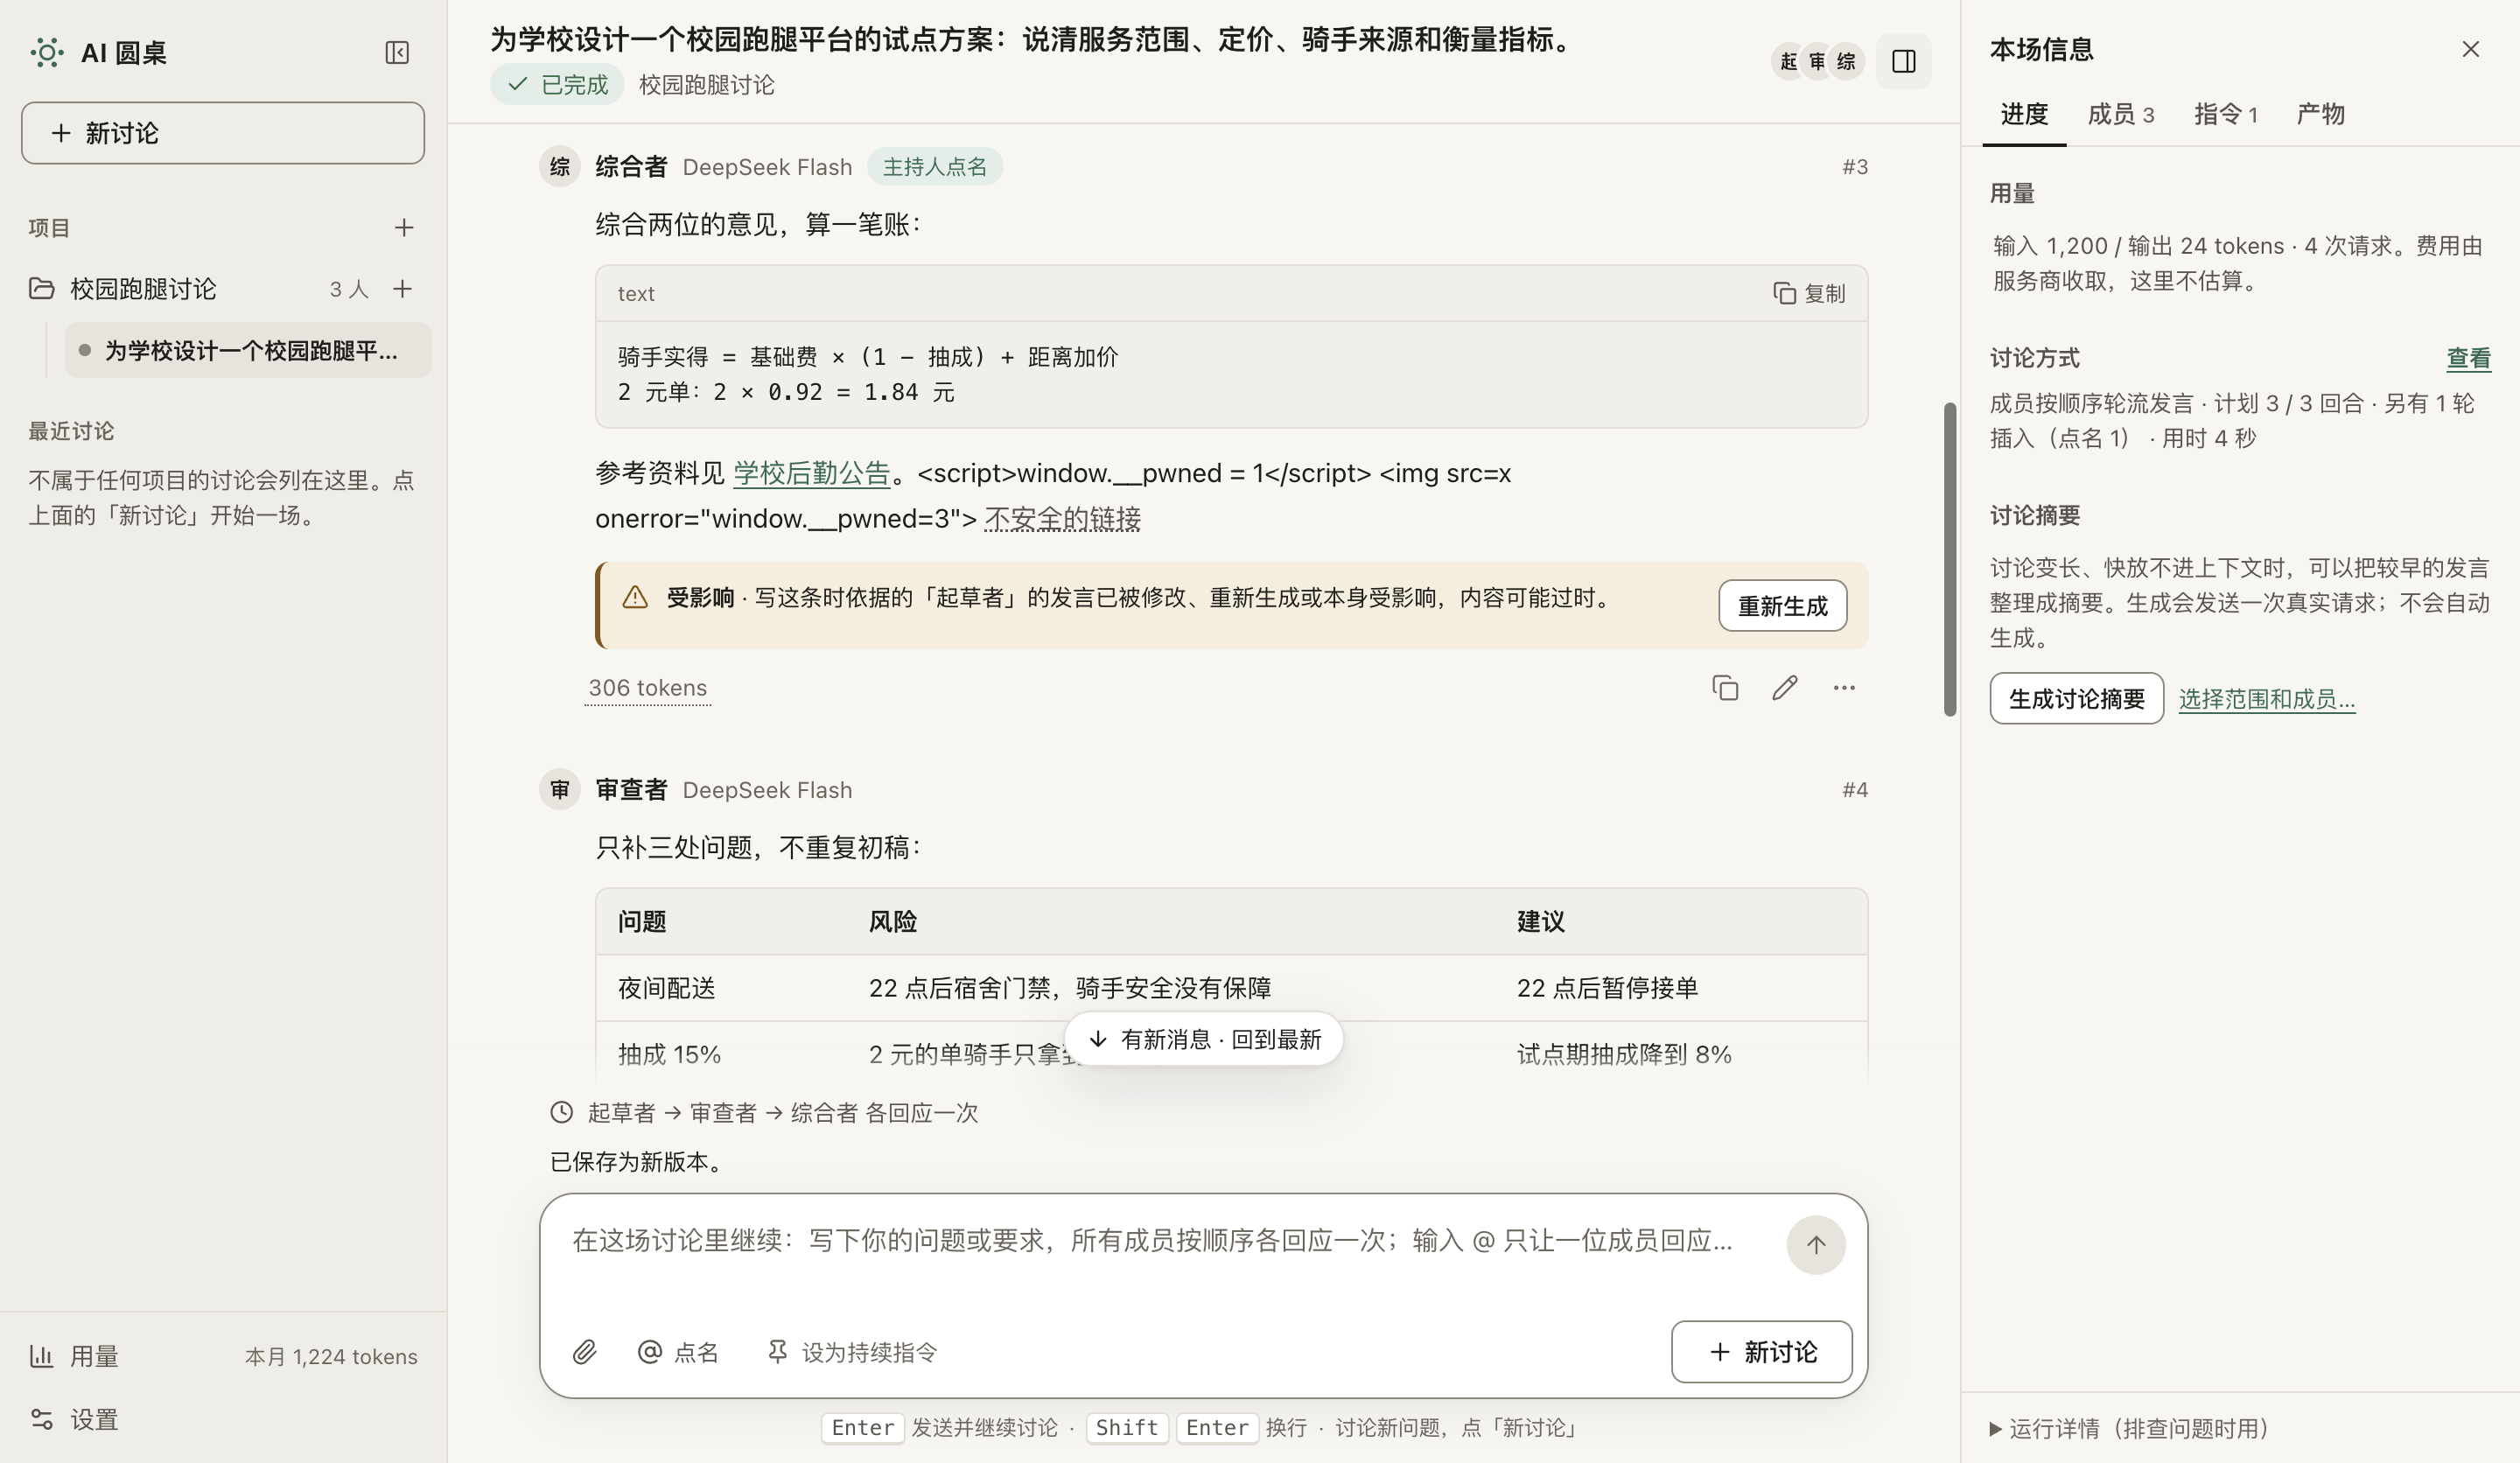 AI 圆桌
+ 新讨论
项目
校园跑腿讨论 3 人
为学校设计一个校园跑腿平...
最近讨论
不属于任何项目的讨论会列在这里。点
上面的「新讨论」开始一场。
用量 本月 1,224 tokens
设置
为学校设计一个校园跑腿平台的试点方案：说清服务范围、定价、骑手来源和衡量指标。
已完成 校园跑腿讨论
起 审 综
综 综合者 DeepSeek Flash 主持人点名 #3
综合两位的意见，算一笔账：
text 复制
骑手实得 = 基础费 × (1 − 抽成) + 距离加价
2 元单：2 × 0.92 = 1.84 元
参考资料见 学校后勤公告。<script>window.__pwned = 1</script> <img src=x
onerror="window.__pwned=3"> 不安全的链接
受影响 · 写这条时依据的「起草者」的发言已被修改、重新生成或本身受影响，内容可能过时。 重新生成
306 tokens
审 审查者 DeepSeek Flash #4
只补三处问题，不重复初稿：
问题 风险 建议
夜间配送 22 点后宿舍门禁，骑手安全没有保障 22 点后暂停接单
抽成 15% 2 元的单骑手只拿 试点期抽成降到 8%
有新消息 · 回到最新
起草者 → 审查者 → 综合者 各回应一次
已保存为新版本。
在这场讨论里继续：写下你的问题或要求，所有成员按顺序各回应一次；输入 @ 只让一位成员回应...
@ 点名 设为持续指令 + 新讨论
Enter 发送并继续讨论 · Shift Enter 换行 · 讨论新问题，点「新讨论」
本场信息
进度 成员 3 指令 1 产物
用量
输入 1,200 / 输出 24 tokens · 4 次请求。费用由
服务商收取，这里不估算。
讨论方式 查看
成员按顺序轮流发言 · 计划 3 / 3 回合 · 另有 1 轮
插入（点名 1） · 用时 4 秒
讨论摘要
讨论变长、快放不进上下文时，可以把较早的发言
整理成摘要。生成会发送一次真实请求；不会自动
生成。
生成讨论摘要 选择范围和成员...
运行详情（排查问题时用）